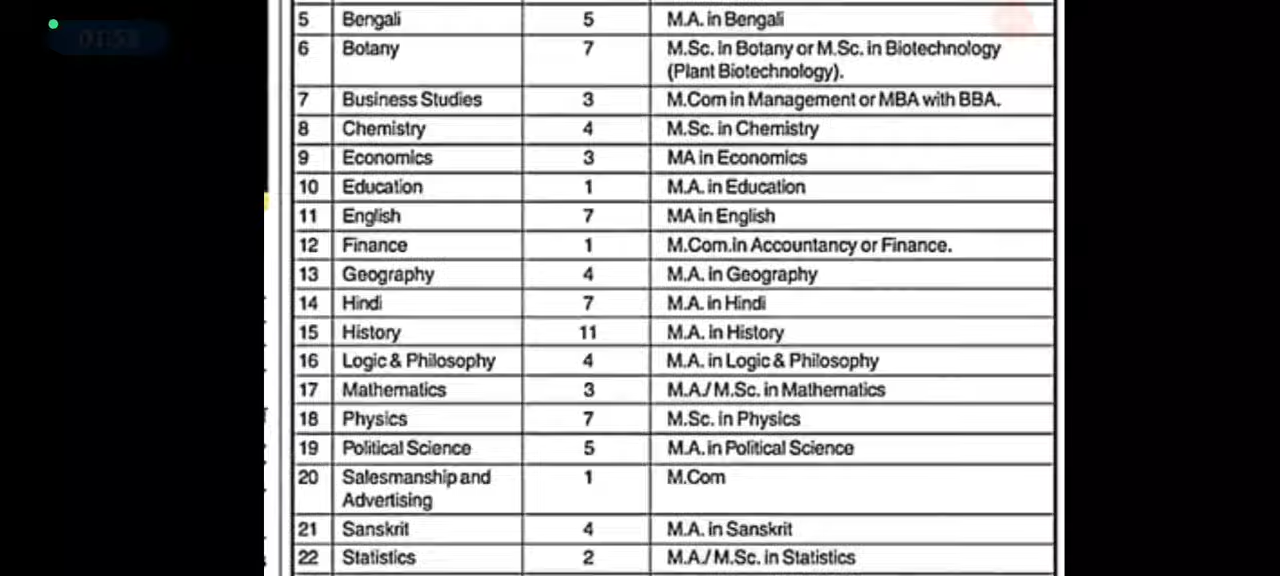 5 Bengali 5 M.A. in Bengali
6 Botany 7 M.Sc. in Botany or M.Sc. in Biotechnology
(Plant Biotechnology).
7 Business Studies 3 M.Com in Management or MBA with BBA.
8 Chemistry 4 M.Sc. in Chemistry
9 Economics 3 MA in Economics
10 Education 1 M.A. in Education
11 English 7 MA in English
12 Finance 1 M.Com.in Accountancy or Finance.
13 Geography 4 M.A. in Geography
14 Hindi 7 M.A. in Hindi
15 History 11 M.A. in History
16 Logic & Philosophy 4 M.A. in Logic & Philosophy
17 Mathematics 3 M.A./ M.Sc. in Mathematics
18 Physics 7 M.Sc. in Physics
19 Political Science 5 M.A. in Political Science
20 Salesmanship and 1 M.Com
Advertising
21 Sanskrit 4 M.A. in Sanskrit
22 Statistics 2 M.A./ M.Sc. in Statistics